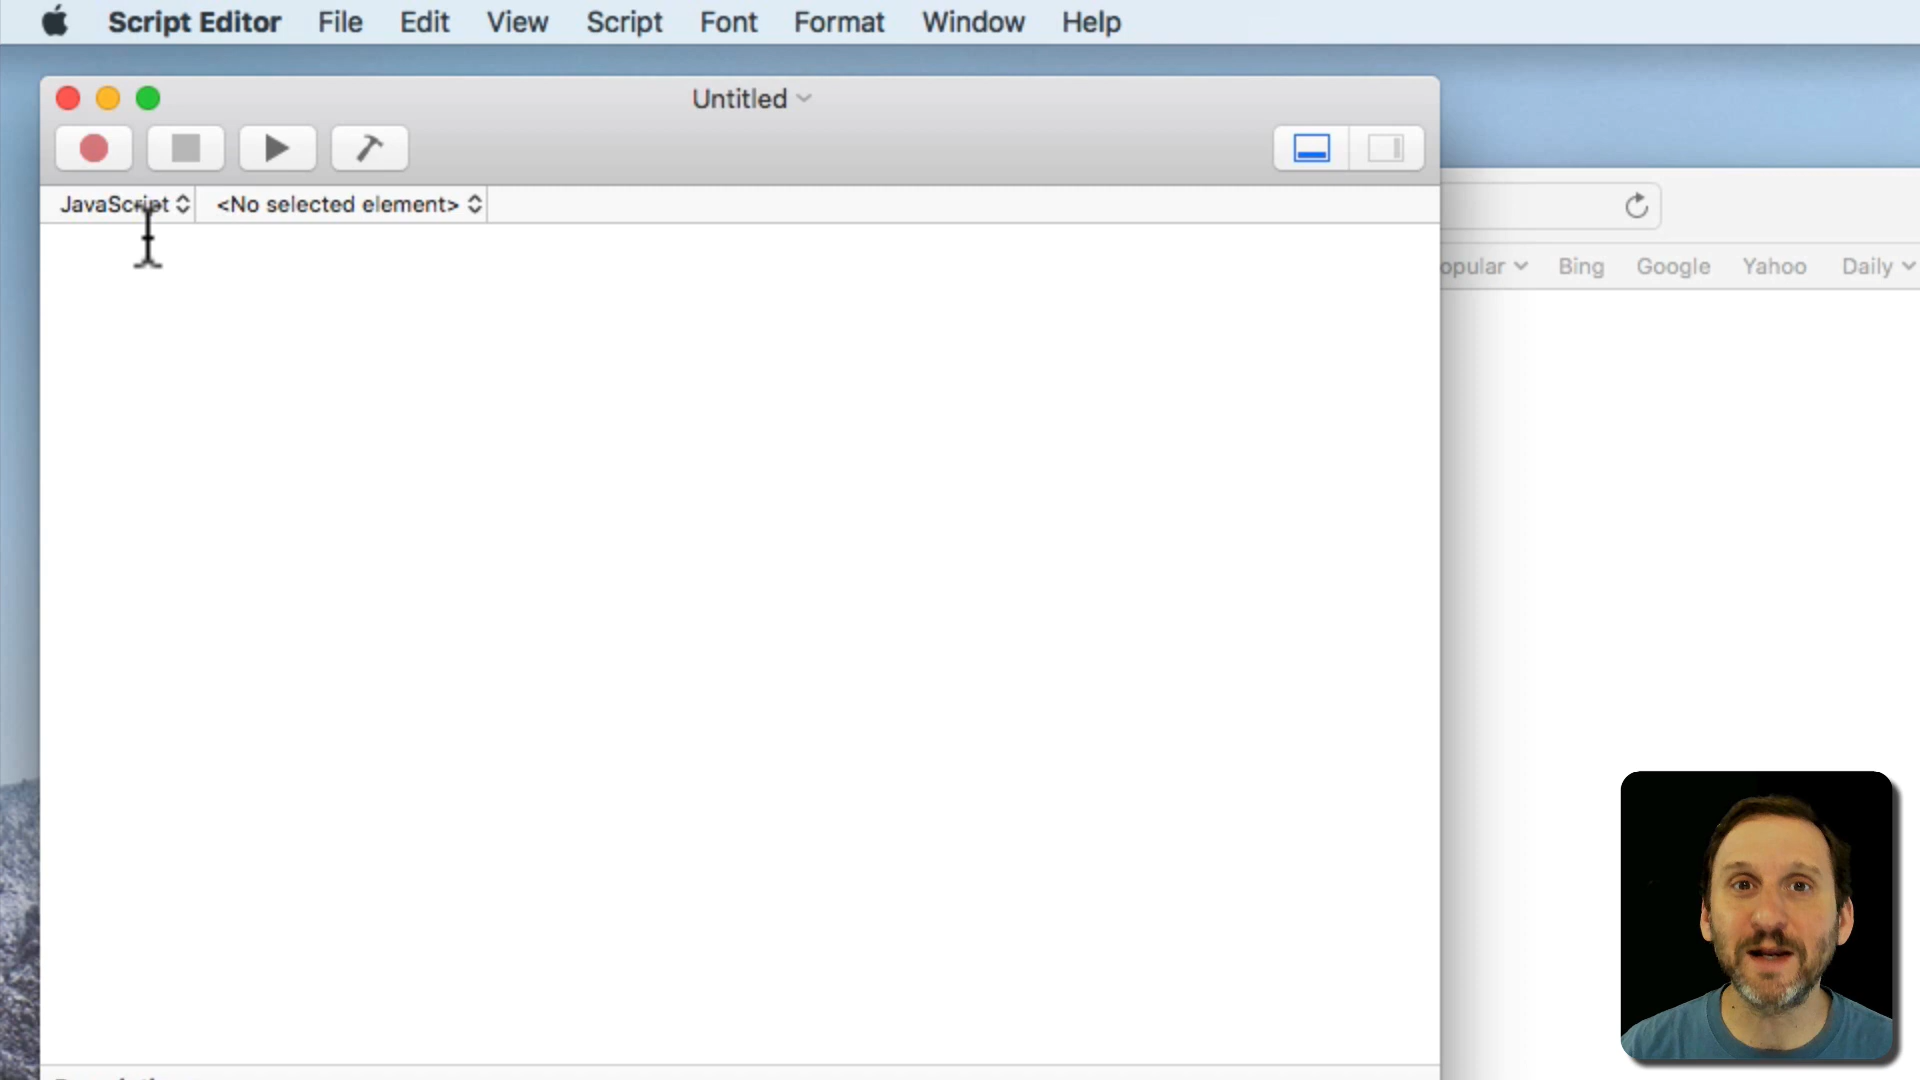 Script Editor File Edit View Script Font Format Window Help
Untitled
JavaScript <No selected element>
opular Bing Google Yahoo Daily